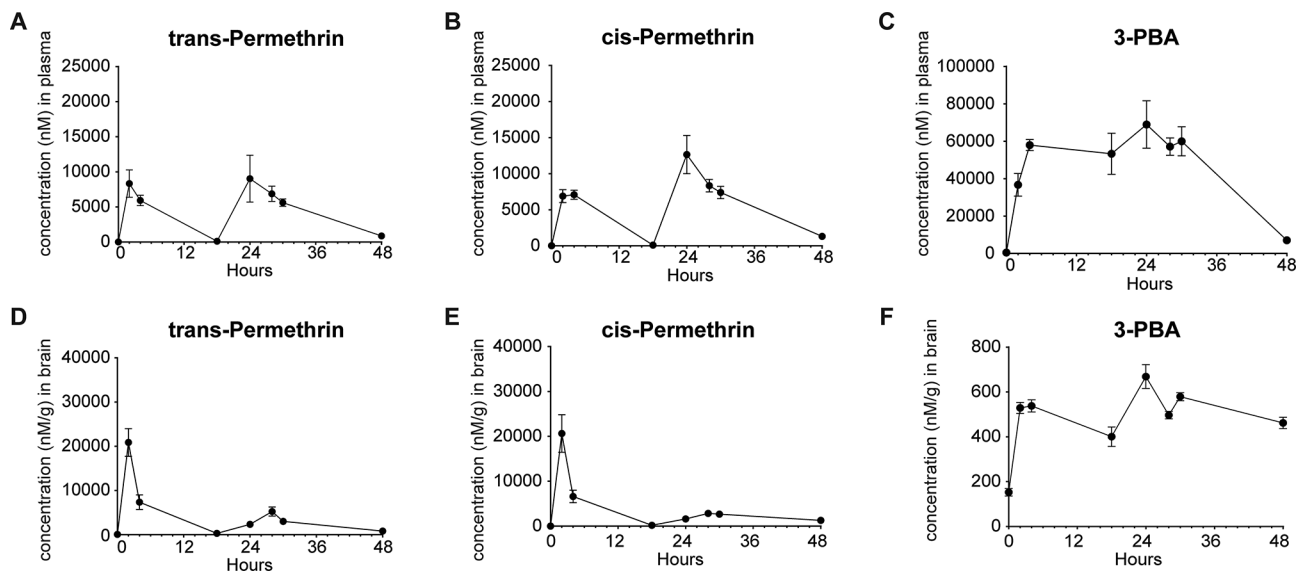 A
trans-Permethrin
concentration (nM) in plasma
25000
20000
15000
10000
5000
0
0 12 24 36 48
Hours
B
cis-Permethrin
concentration (nM) in plasma
25000
20000
15000
10000
5000
0
0 12 24 36 48
Hours
C
3-PBA
concentration (nM) in plasma
100000
80000
60000
40000
20000
0
0 12 24 36 48
Hours
D
trans-Permethrin
concentration (nM/g) in brain
40000
30000
20000
10000
0
0 12 24 36 48
Hours
E
cis-Permethrin
concentration (nM/g) in brain
40000
30000
20000
10000
0
0 12 24 36 48
Hours
F
3-PBA
concentration (nM/g) in brain
800
600
400
200
0
0 12 24 36 48
Hours